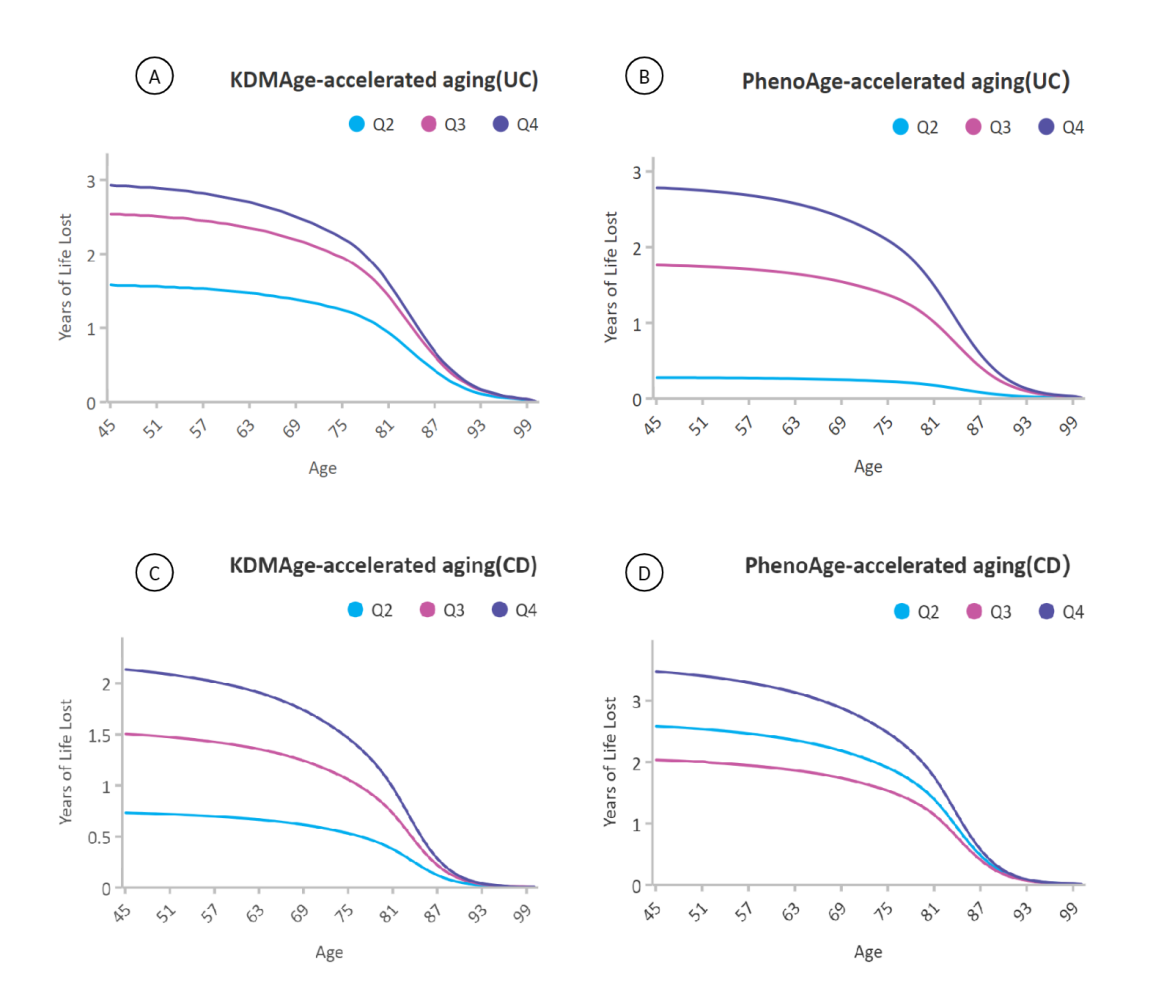 A
KDMAge-accelerated aging(UC)
Q2 Q3 Q4
3
2
1
0
Years of Life Lost
45 51 57 63 69 75 81 87 93 99
Age
B
PhenoAge-accelerated aging(UC)
Q2 Q3 Q4
3
2
1
0
Years of Life Lost
45 51 57 63 69 75 81 87 93 99
Age
C
KDMAge-accelerated aging(CD)
Q2 Q3 Q4
2
1.5
1
0.5
0
Years of Life Lost
45 51 57 63 69 75 81 87 93 99
Age
D
PhenoAge-accelerated aging(CD)
Q2 Q3 Q4
3
2
1
0
Years of Life Lost
45 51 57 63 69 75 81 87 93 99
Age